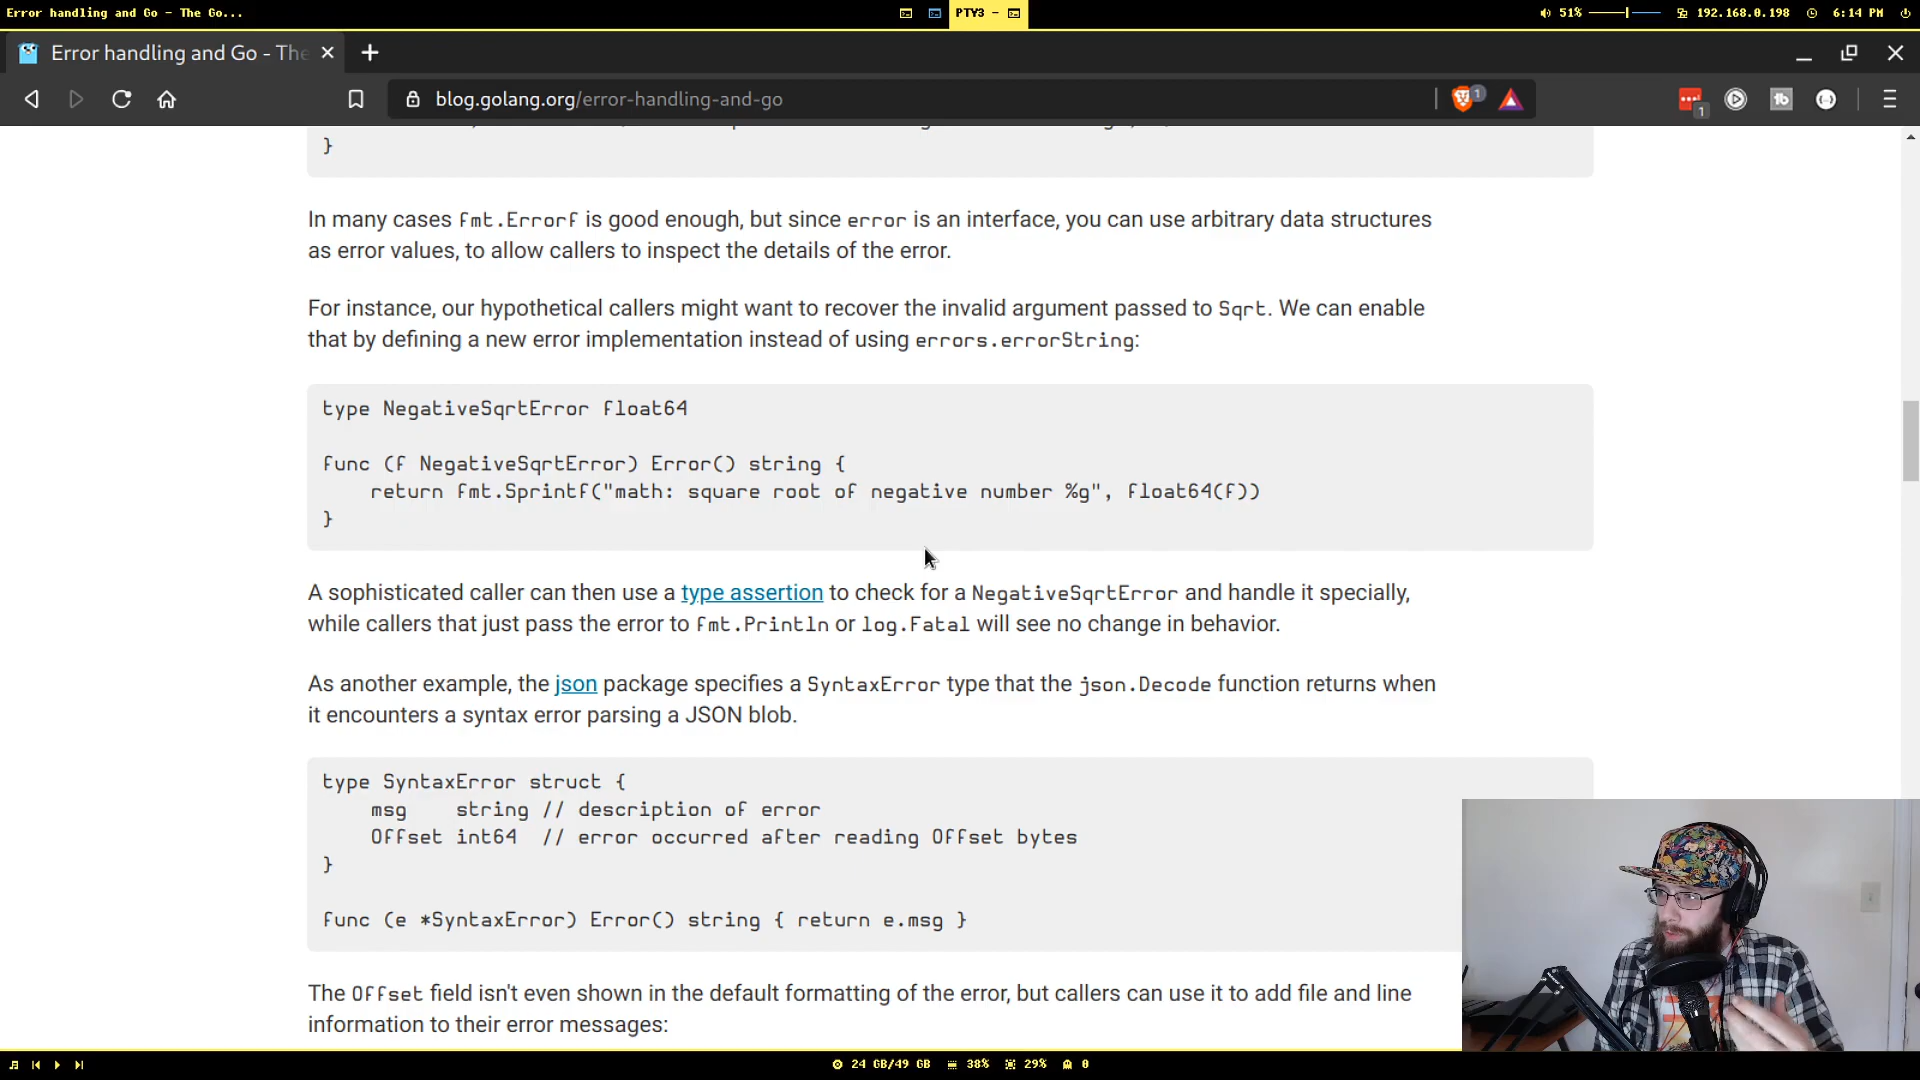 Error handling and Go - The Go...
PTY3 -
51%
192.168.0.198
6:14 PM
Error handling and Go - The
blog.golang.org/error-handling-and-go
1
1
}
In many cases fmt.Errorf is good enough, but since error is an interface, you can use arbitrary data structures
as error values, to allow callers to inspect the details of the error.
For instance, our hypothetical callers might want to recover the invalid argument passed to Sqrt. We can enable
that by defining a new error implementation instead of using errors.errorString:
type NegativeSqrtError float64
func (f NegativeSqrtError) Error() string {
return fmt.Sprintf("math: square root of negative number %g", float64(f))
}
A sophisticated caller can then use a type assertion to check for a NegativeSqrtError and handle it specially,
while callers that just pass the error to fmt.Println or log.Fatal will see no change in behavior.
As another example, the json package specifies a SyntaxError type that the json.Decode function returns when
it encounters a syntax error parsing a JSON blob.
type SyntaxError struct {
msg string // description of error
Offset int64 // error occurred after reading Offset bytes
}
func (e *SyntaxError) Error() string { return e.msg }
The Offset field isn't even shown in the default formatting of the error, but callers can use it to add file and line
information to their error messages:
24 GB/49 GB
38%
29%
0